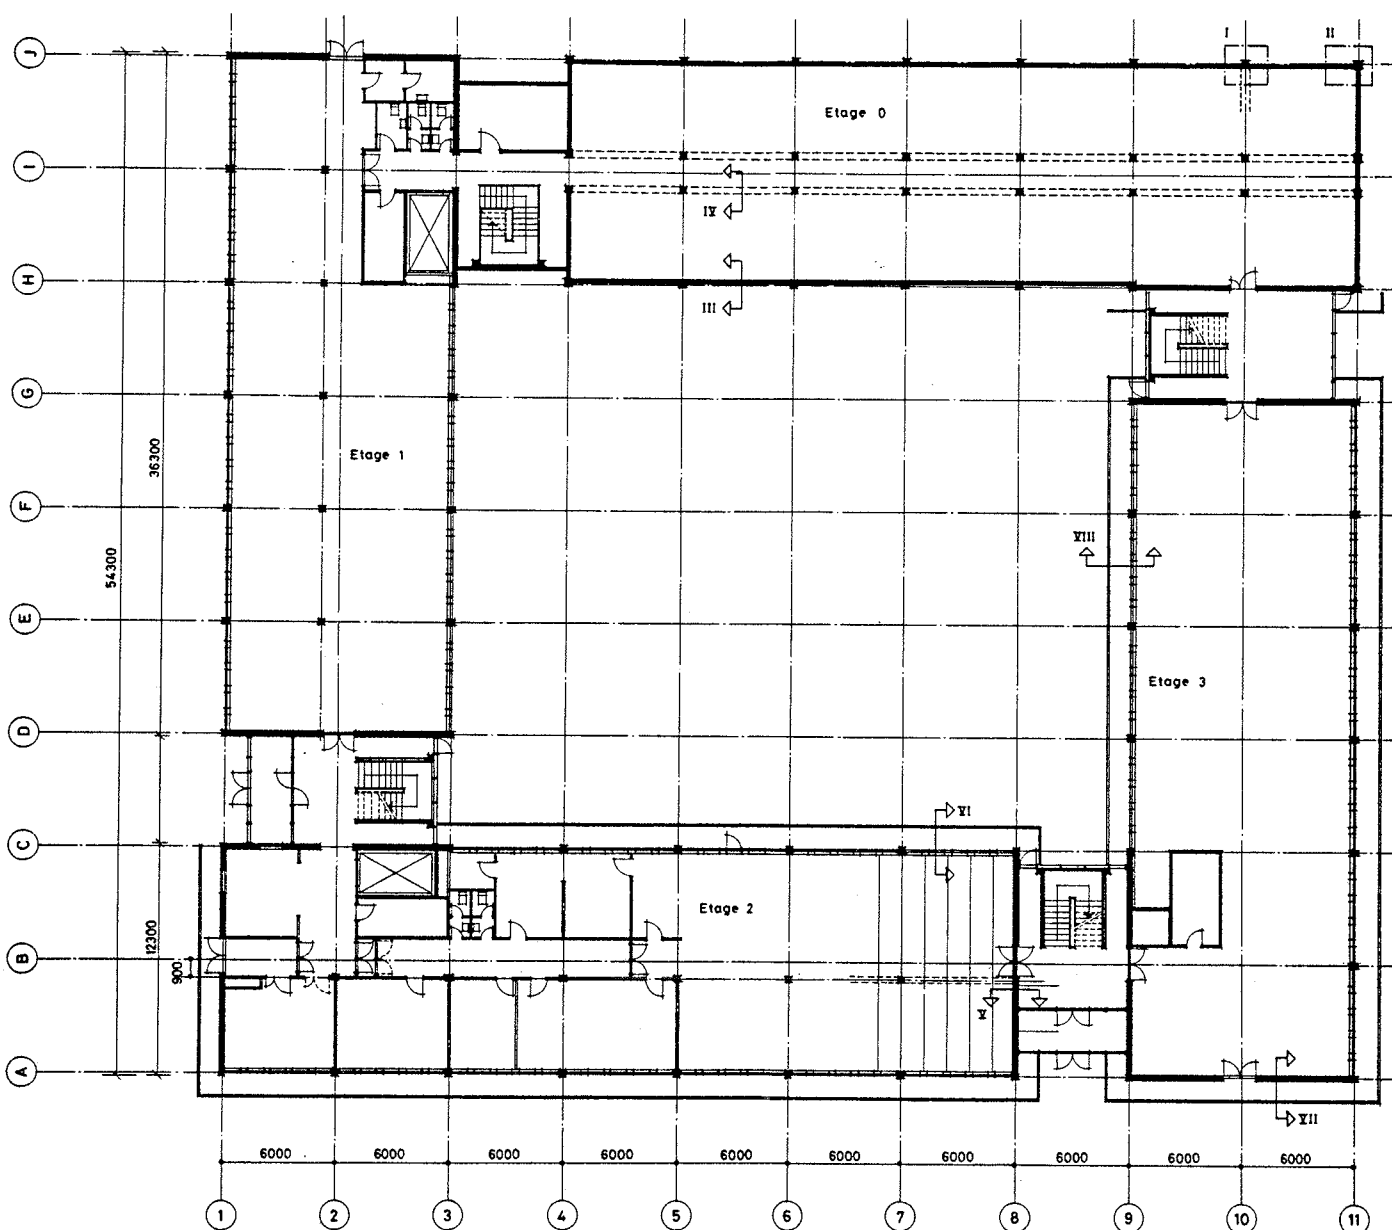 I II
J
Etage 0
I
IV
H
III
G
36300
Etage 1
F
VIII
54300
E
Etage 3
D
VI
C
Etage 2
12300
B
900
V
A
VII
6000 6000 6000 6000 6000 6000 6000 6000 6000 6000
1 2 3 4 5 6 7 8 9 10 11